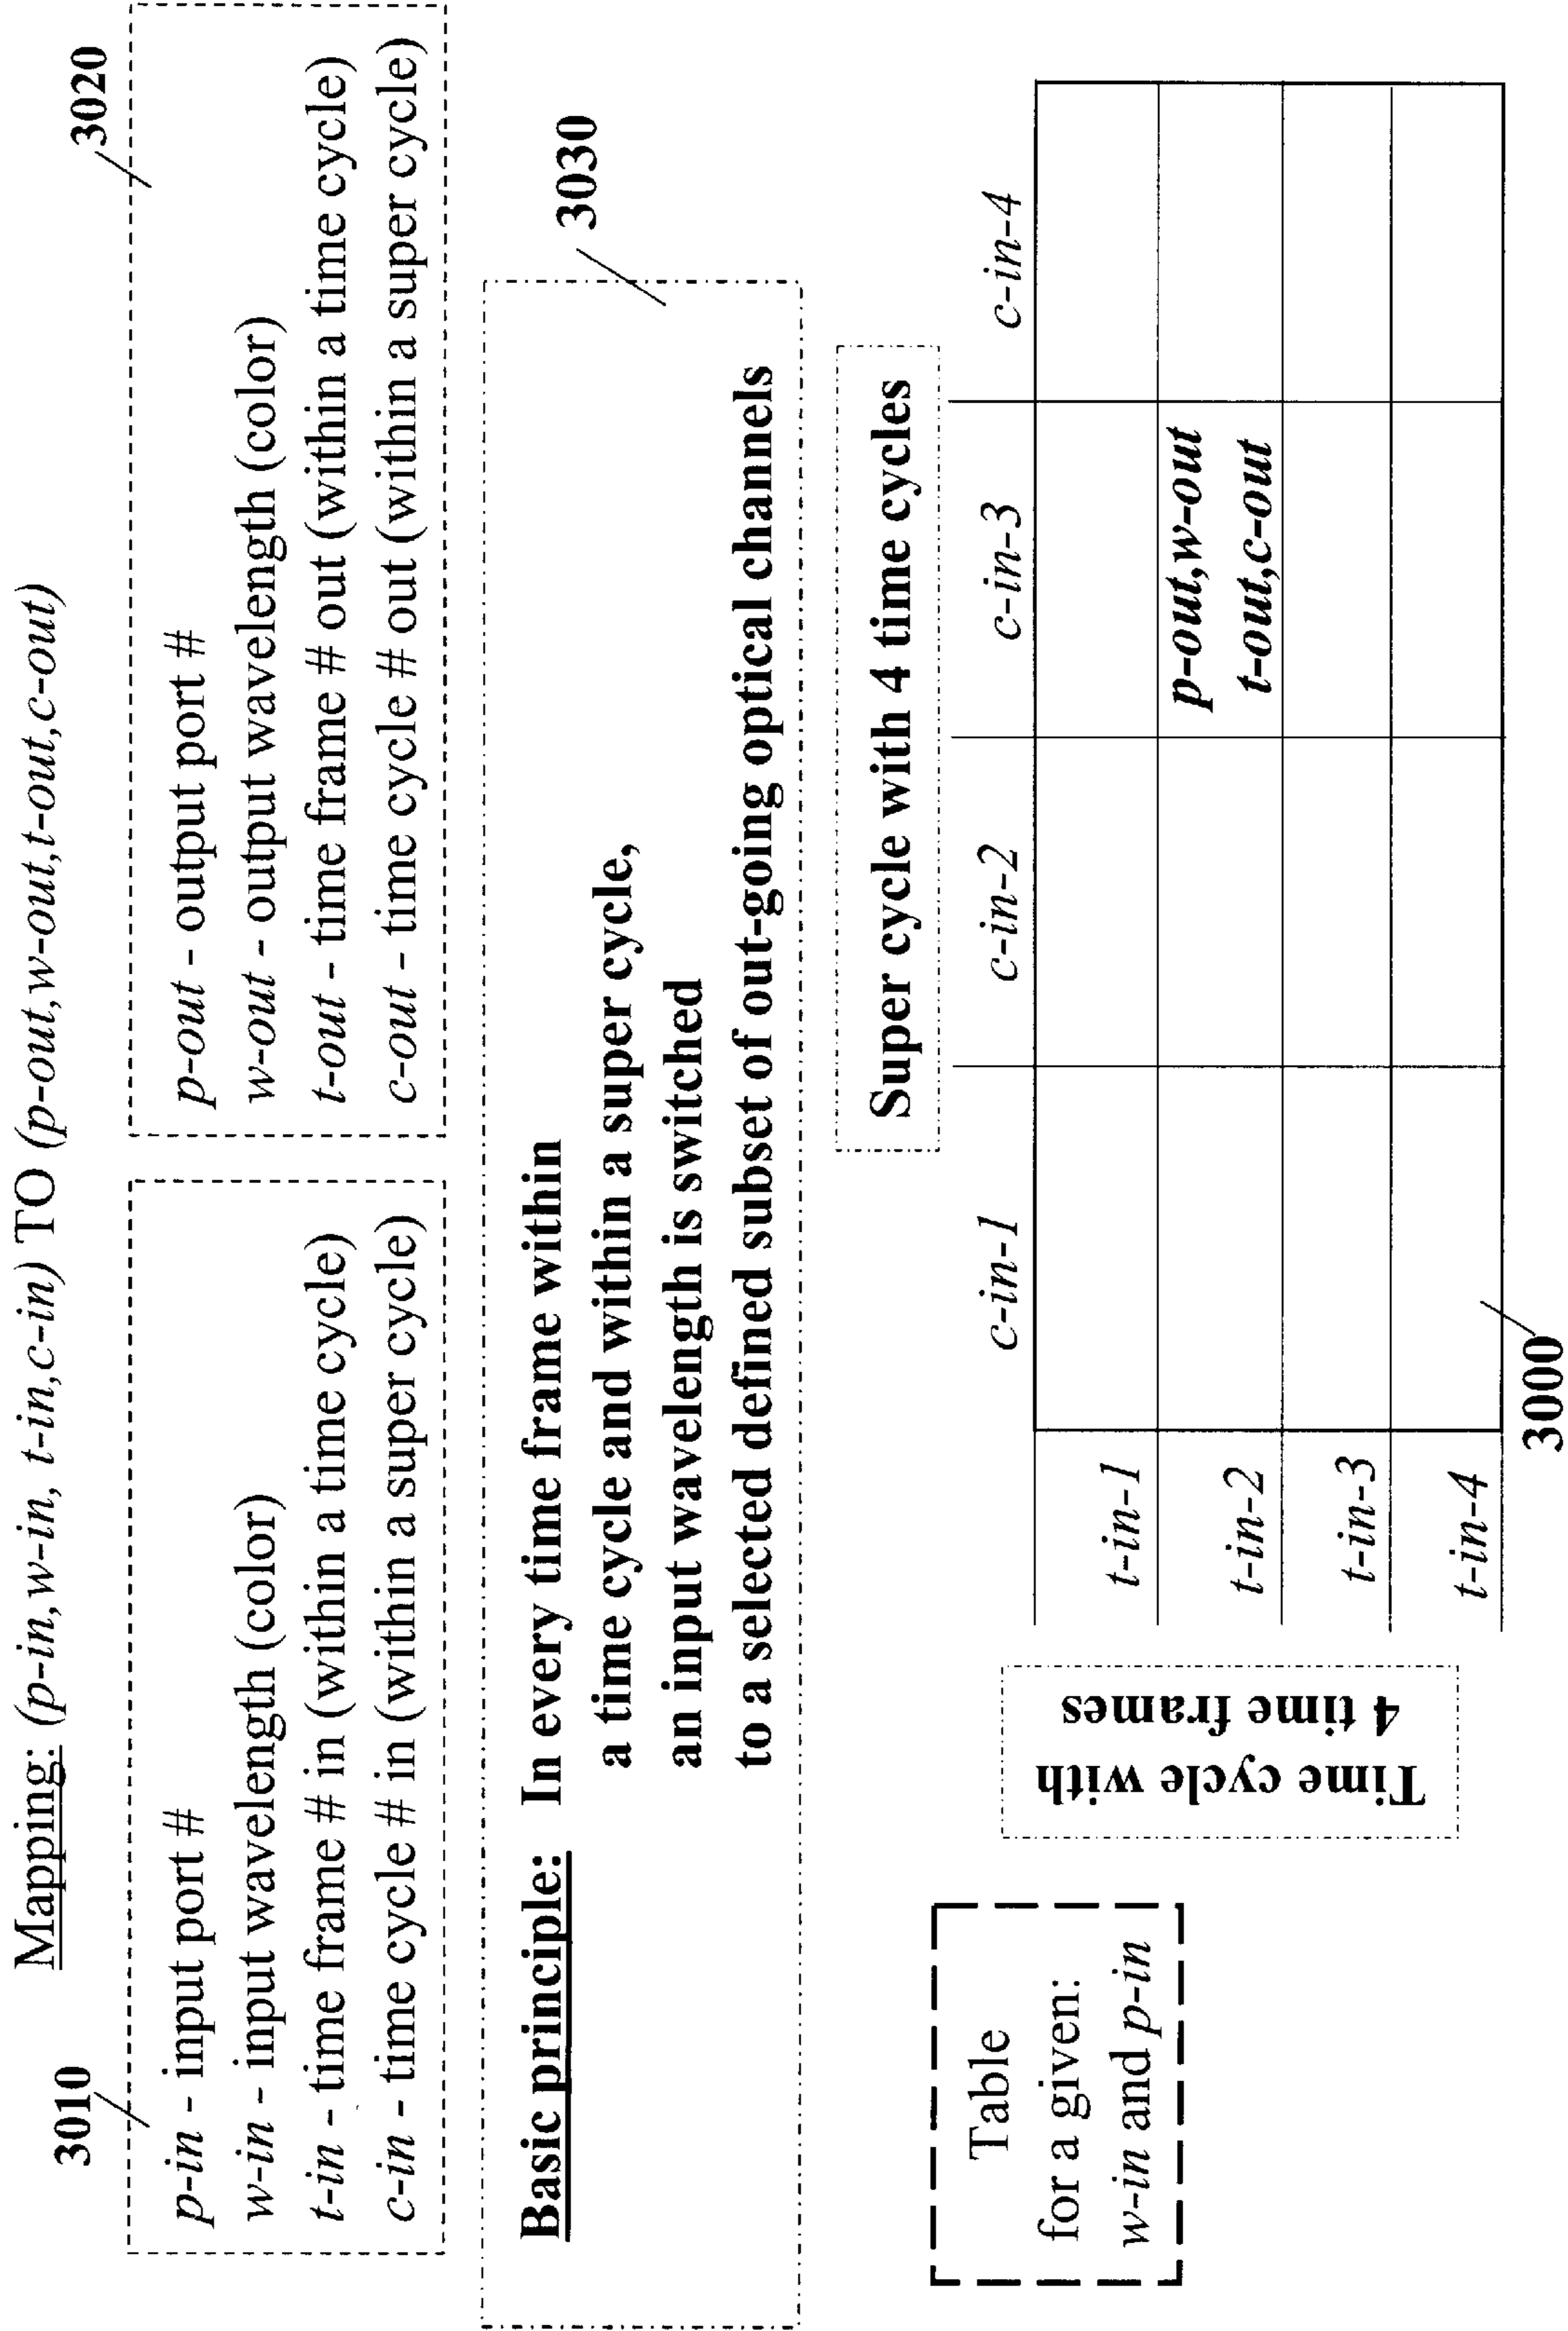 Mapping: (p-in,w-in, t-in,c-in) TO (p-out,w-out,t-out,c-out)
3010
p-in - input port #
w-in - input wavelength (color)
t-in - time frame # in (within a time cycle)
c-in - time cycle # in (within a super cycle)
3020
p-out - output port #
w-out - output wavelength (color)
t-out - time frame # out (within a time cycle)
c-out - time cycle # out (within a super cycle)
3030
Basic principle: In every time frame within
a time cycle and within a super cycle,
an input wavelength is switched
to a selected defined subset of out-going optical channels
Table
for a given:
w-in and p-in
Super cycle with 4 time cycles
Time cycle with
4 time frames
c-in-1 c-in-2 c-in-3 c-in-4
t-in-1
t-in-2
p-out,w-out
t-out,c-out
t-in-3
t-in-4
3000